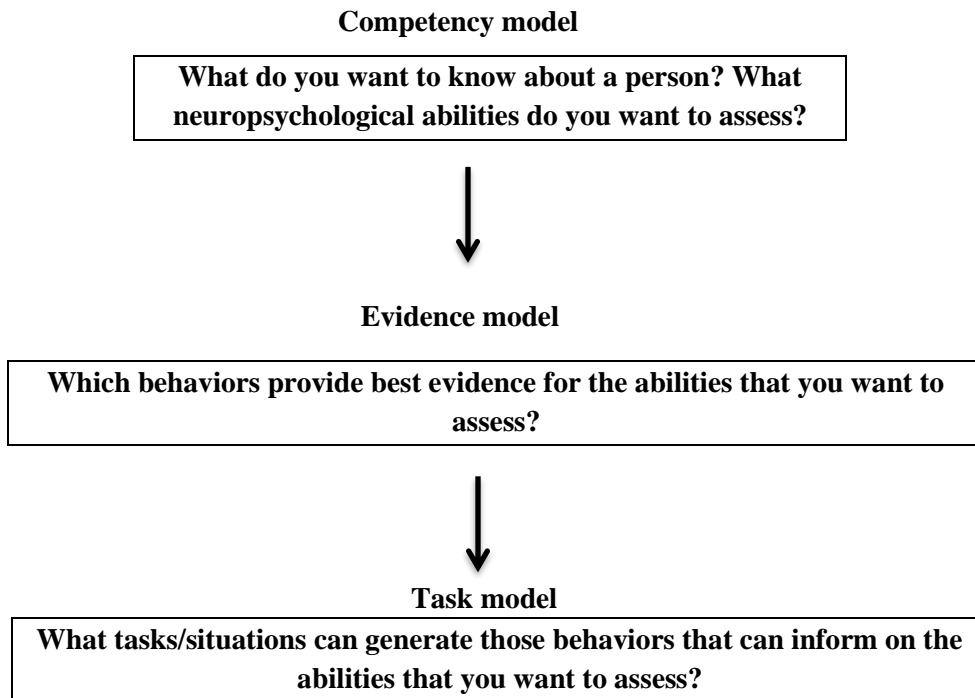 Competency model
What do you want to know about a person? What
neuropsychological abilities do you want to assess?
Evidence model
Which behaviors provide best evidence for the abilities that you want to
assess?
Task model
What tasks/situations can generate those behaviors that can inform on the
abilities that you want to assess?